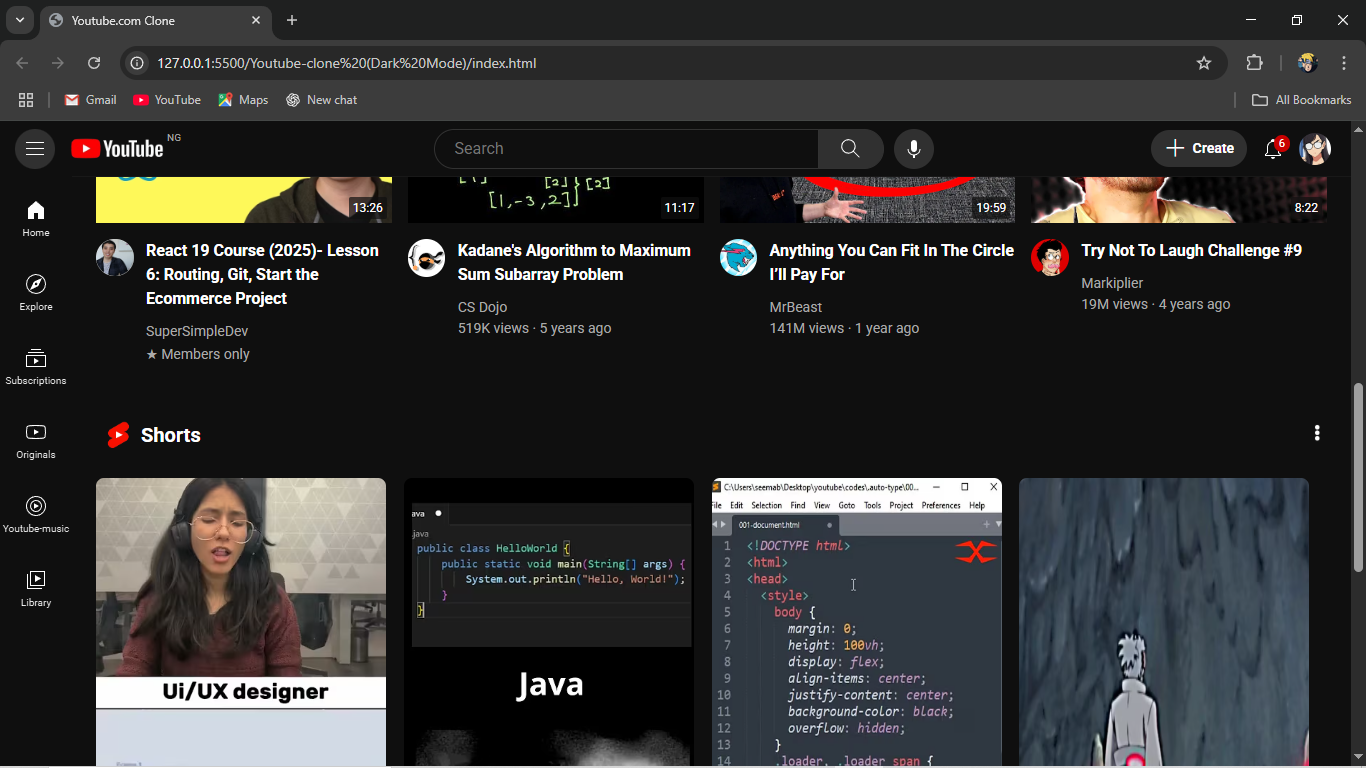 Youtube.com Clone
127.0.0.1:5500/Youtube-clone%20(Dark%20Mode)/index.html
Gmail
YouTube
Maps
New chat
All Bookmarks
YouTube NG
Search
Create
6
[2]} [2]
[1,-3,2]]
13:26
11:17
19:59
8:22
Home
Explore
Subscriptions
Originals
Youtube-music
Library
React 19 Course (2025)- Lesson
6: Routing, Git, Start the
Ecommerce Project
SuperSimpleDev
★ Members only
Kadane's Algorithm to Maximum
Sum Subarray Problem
CS Dojo
519K views · 5 years ago
Anything You Can Fit In The Circle
I’ll Pay For
MrBeast
141M views · 1 year ago
Try Not To Laugh Challenge #9
Markiplier
19M views · 4 years ago
Shorts
Ui/UX designer
ava
.java
public class HelloWorld {
public static void main(String[] args) {
System.out.println("Hello, World!");
}
}
Java
C:\Users\seemab\Desktop\youtube\codes\.auto-type\00...
File Edit Selection Find View Goto Tools Project Preferences Help
001-document.html
1 <!DOCTYPE html>
2 <html>
3 <head>
4 <style>
5 body {
6 margin: 0;
7 height: 100vh;
8 display: flex;
9 align-items: center;
10 justify-content: center;
11 background-color: black;
12 overflow: hidden;
13 }
14 .loader, .loader span {